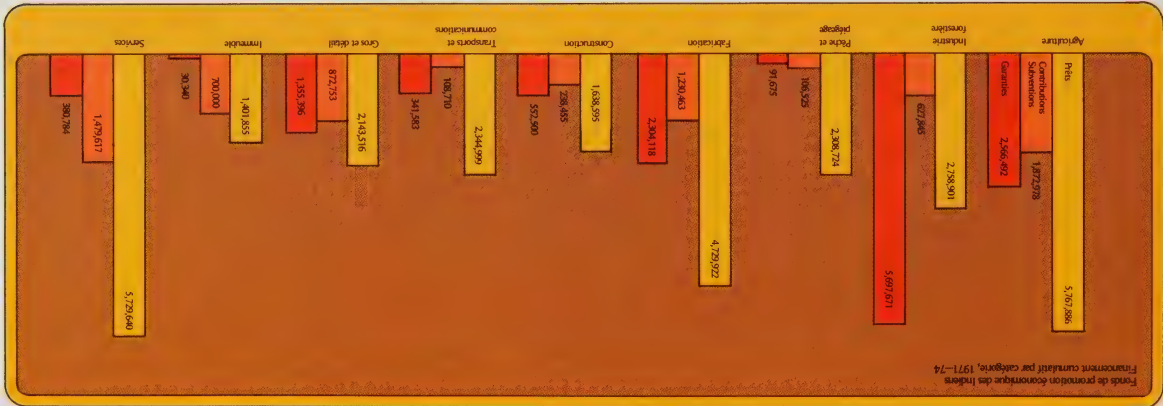 Fonds de promotion économique des Indiens
Financement cumulatif par catégorie, 1971—74
Agriculture
Prêts
5,767,886
Contributions
Subventions
1,872,978
Garanties
2,566,492
Industrie
forestière
2,758,901
5,697,671
Pêche et
piégeage
2,308,724
106,525
91,675
Fabrication
4,729,922
1,230,463
2,304,118
Construction
1,638,595
238,455
552,500
Transports et
communications
2,344,999
108,710
341,583
Gros et détail
2,143,516
872,753
1,355,396
Immeuble
1,401,855
700,000
30,340
Services
5,729,640
1,479,617
380,784